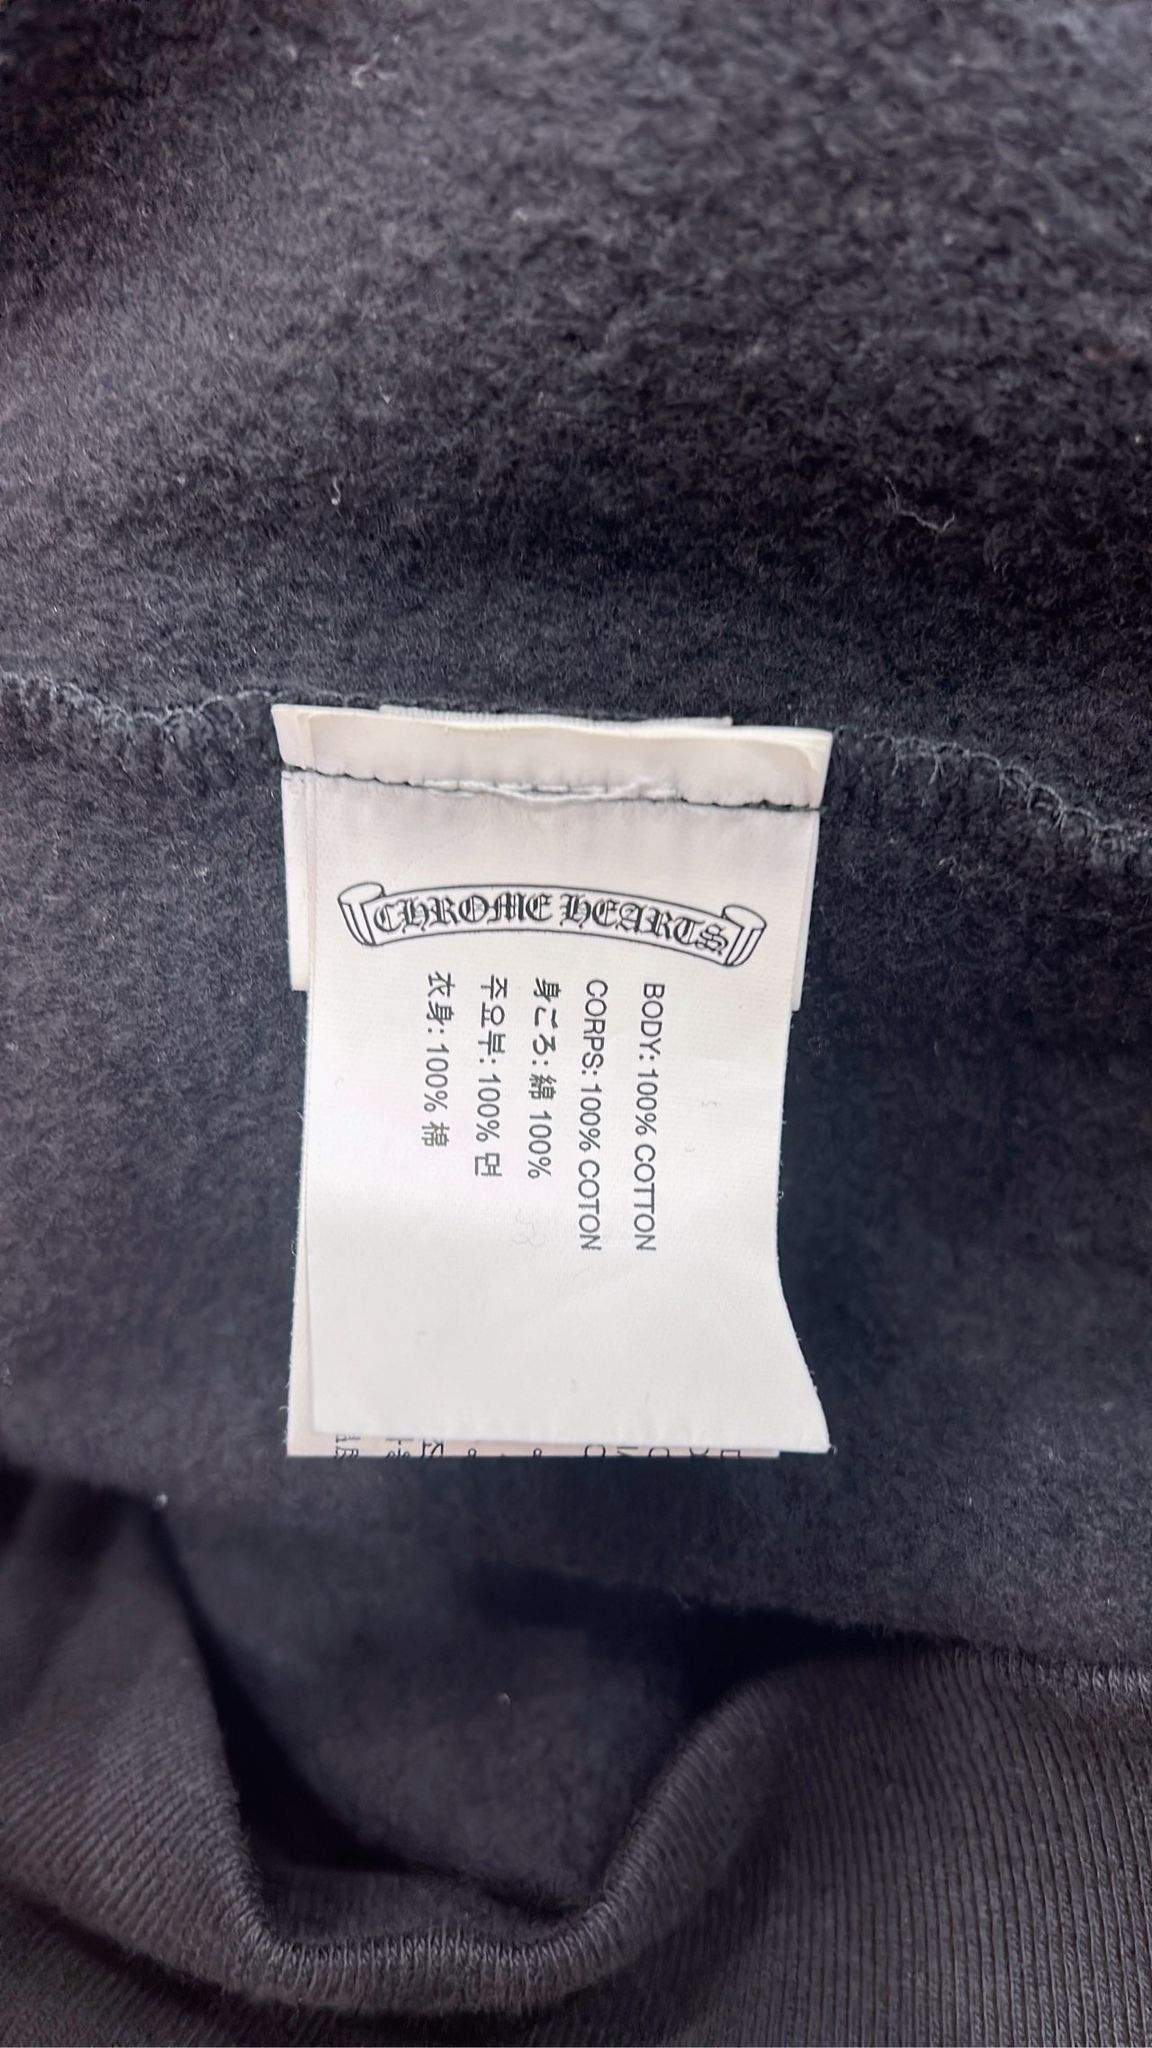 CHROME HEARTS
BODY: 100% COTTON
CORPS: 100% COTON
身ごろ: 綿 100%
주요부: 100% 면
衣身: 100% 棉